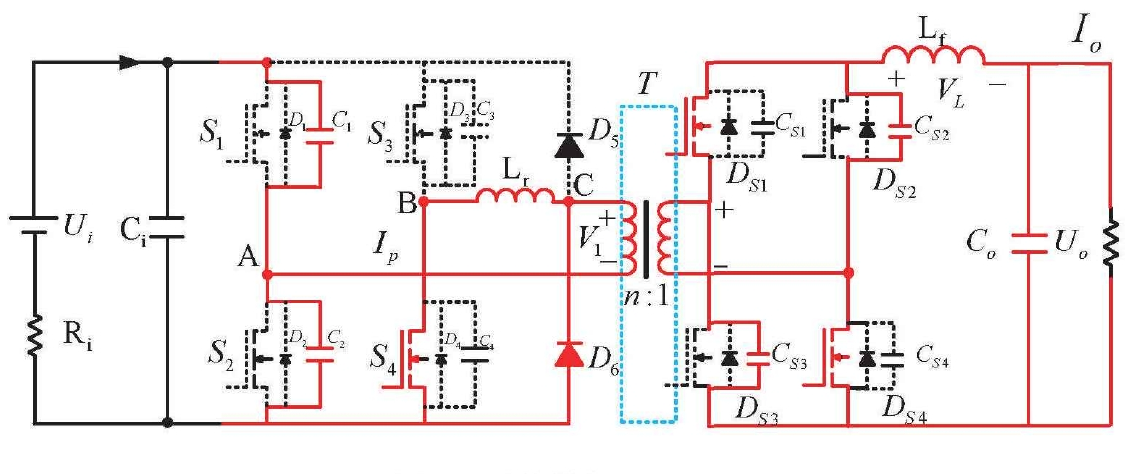 L_f
I_o
T
+ V_L −
S_1
D_1
C_1
S_3
D_3
C_3
D_5
C_{S1}
D_{S1}
C_{S2}
D_{S2}
L_r
B
C
U_i
C_i
A
I_p
+
V_1
−
+
−
n:1
C_o
U_o
R_i
S_2
D_2
C_2
S_4
D_4
C_4
D_6
C_{S3}
D_{S3}
C_{S4}
D_{S4}